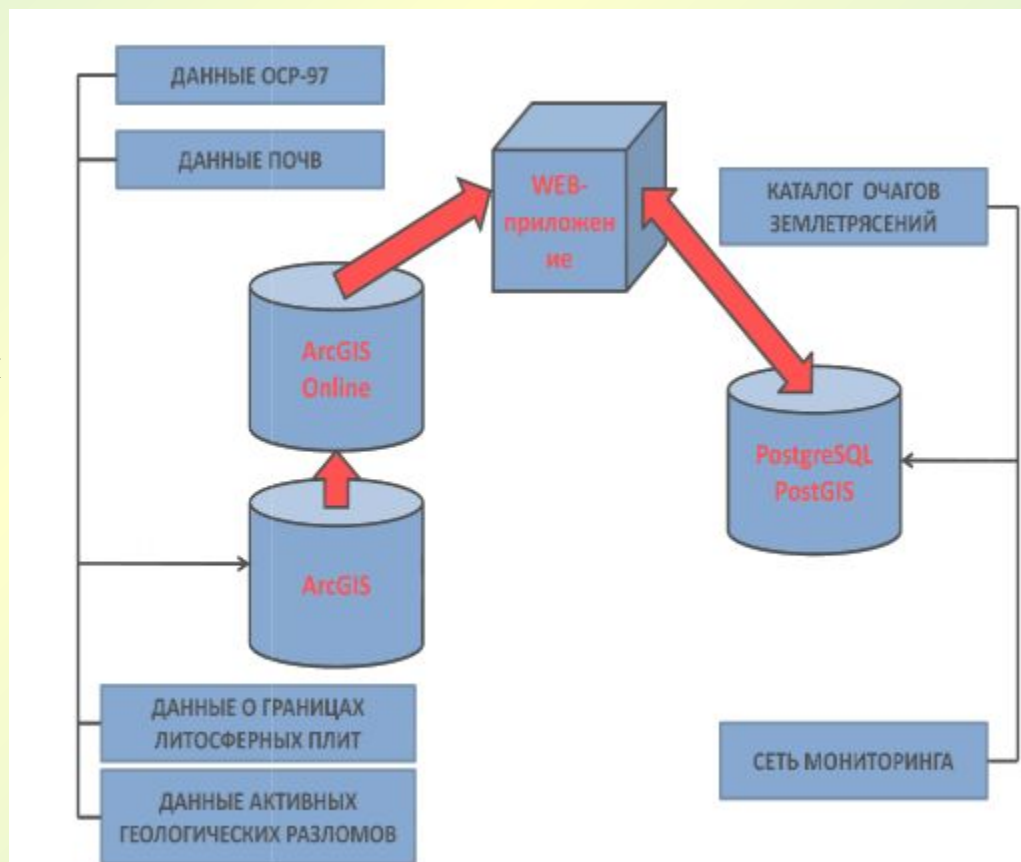 ДАННЫЕ ОСР-97
ДАННЫЕ ПОЧВ
WEB-
приложен
ие
КАТАЛОГ ОЧАГОВ
ЗЕМЛЕТРЯСЕНИЙ
ArcGIS
Online
PostgreSQL
PostGIS
ArcGIS
ДАННЫЕ О ГРАНИЦАХ
ЛИТОСФЕРНЫХ ПЛИТ
СЕТЬ МОНИТОРИНГА
ДАННЫЕ АКТИВНЫХ
ГЕОЛОГИЧЕСКИХ РАЗЛОМОВ